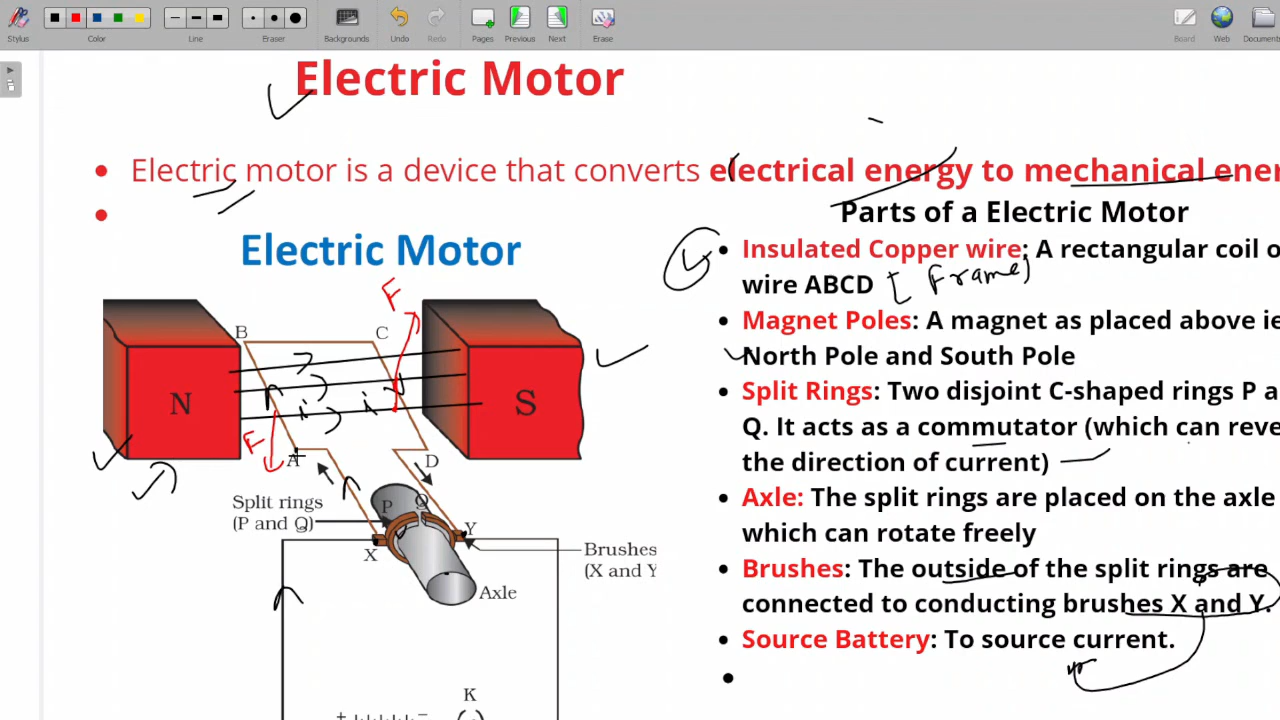 Stylus
Color
Line
Eraser
Backgrounds
Undo
Redo
Pages
Previous
Next
Erase
Board
Web
Documents
Electric Motor
• Electric motor is a device that converts electrical energy to mechanical ener
•
Electric Motor
B
C
F
N
S
i
i
F
A
D
Split rings
(P and Q)
P
Q
X
Y
Brushes
(X and Y
Axle
K
+
−
Parts of a Electric Motor
• Insulated Copper wire: A rectangular coil o
wire ABCD [ Frame]
• Magnet Poles: A magnet as placed above ie
North Pole and South Pole
• Split Rings: Two disjoint C-shaped rings P a
Q. It acts as a commutator (which can reve
the direction of current)
• Axle: The split rings are placed on the axle
which can rotate freely
• Brushes: The outside of the split rings are
connected to conducting brushes X and Y.
• Source Battery: To source current.
•